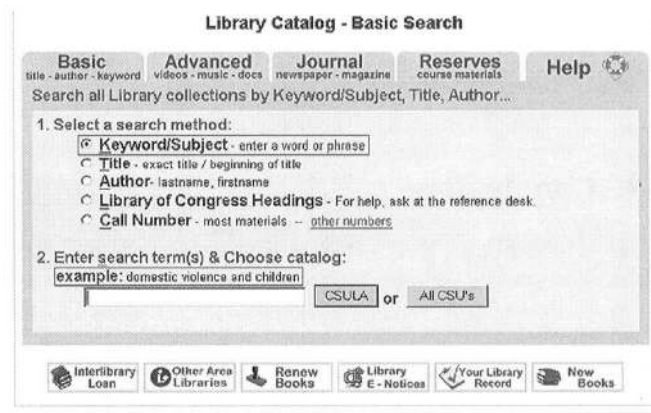 Library Catalog - Basic Search
Basic
title - author - keyword
Advanced
videos - music - docs
Journal
newspaper - magazine
Reserves
course materials
Help
Search all Library collections by Keyword/Subject, Title, Author...
1. Select a search method:
Keyword/Subject - enter a word or phrase
Title - exact title / beginning of title
Author- lastname, firstname
Library of Congress Headings - For help, ask at the reference desk.
Call Number - most materials -- other numbers
2. Enter search term(s) & Choose catalog:
example: domestic violence and children
CSULA or All CSU's
Interlibrary
Loan
Other Area
Libraries
Renew
Books
Library
E - Notices
Your Library
Record
New
Books